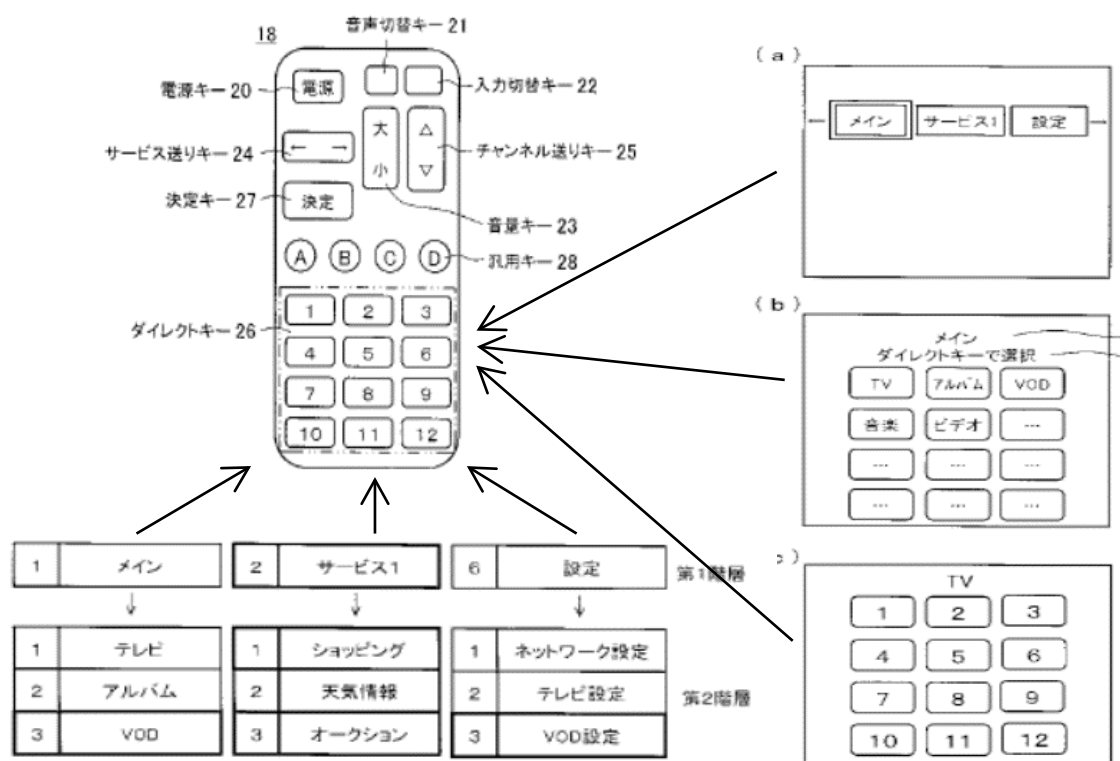 18
音声切替キー 21
電源キー 20
電源
入力切替キー 22
サービス送りキー 24
← →
大
小
△
▽
チャンネル送りキー 25
決定キー 27
決定
音量キー 23
A B C D
汎用キー 28
ダイレクトキー 26
1 2 3
4 5 6
7 8 9
10 11 12
1 メイン
2 サービス1
6 設定
第1階層
1 テレビ
2 アルバム
3 VOD
1 ショッピング
2 天気情報
3 オークション
1 ネットワーク設定
2 テレビ設定
3 VOD設定
第2階層
(a)
← メイン サービス1 設定 →
(b)
メイン
ダイレクトキーで選択
TV アルバム VOD
音楽 ビデオ ---
--- --- ---
--- --- ---
c)
TV
1 2 3
4 5 6
7 8 9
10 11 12